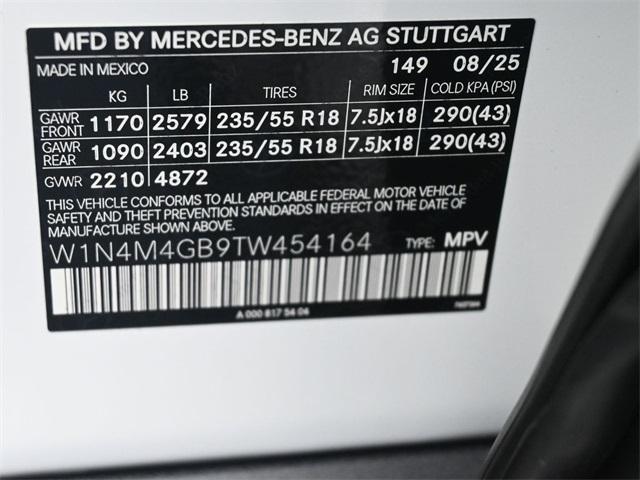 MFD BY MERCEDES-BENZ AG STUTTGART
MADE IN MEXICO 149 08/25
KG LB TIRES RIM SIZE COLD KPA (PSI)
GAWR FRONT 1170 2579 235/55 R18 7.5Jx18 290(43)
GAWR REAR 1090 2403 235/55 R18 7.5Jx18 290(43)
GVWR 2210 4872
THIS VEHICLE CONFORMS TO ALL APPLICABLE FEDERAL MOTOR VEHICLE
SAFETY AND THEFT PREVENTION STANDARDS IN EFFECT ON THE DATE OF
MANUFACTURE SHOWN ABOVE.
W1N4M4GB9TW454164 TYPE: MPV
A 000 817 54 04